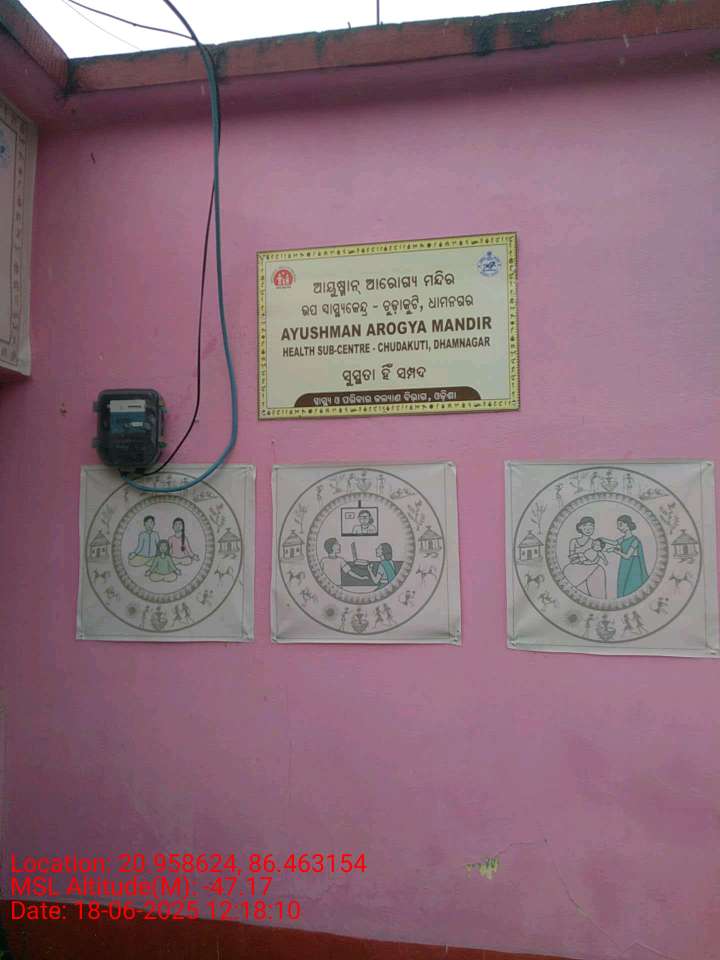 ଆୟୁଷ୍ମାନ୍ ଆରୋଗ୍ୟ ମନ୍ଦିର
ଉପ ସ୍ୱାସ୍ଥ୍ୟକେନ୍ଦ୍ର - ଚୂଡ଼ାକୁଟି, ଧାମନଗର
AYUSHMAN AROGYA MANDIR
HEALTH SUB-CENTRE - CHUDAKUTI, DHAMNAGAR
ସୁସ୍ଥତା ହିଁ ସମ୍ପଦ
ସ୍ୱାସ୍ଥ୍ୟ ଓ ପରିବାର କଲ୍ୟାଣ ବିଭାଗ, ଓଡ଼ିଶା
Location: 20.958624, 86.463154
MSL Altitude(M): -47.17
Date: 18-06-2025 12:18:10